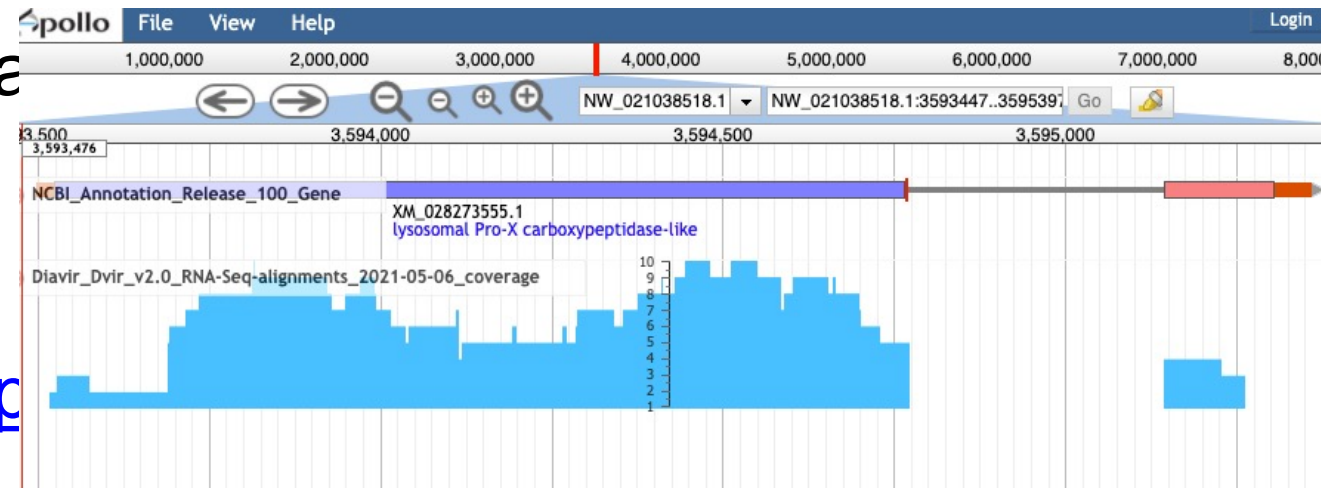 pollo File View Help Login
1,000,000 2,000,000 3,000,000 4,000,000 5,000,000 6,000,000 7,000,000 8,00
NW_021038518.1 NW_021038518.1:3593447..3595397 Go
3,594,000 3,594,500 3,595,000
3,593,476
NCBI_Annotation_Release_100_Gene
XM_028273555.1
lysosomal Pro-X carboxypeptidase-like
Diavir_Dvir_v2.0_RNA-Seq-alignments_2021-05-06_coverage
10
9
8
7
6
5
4
3
2
1